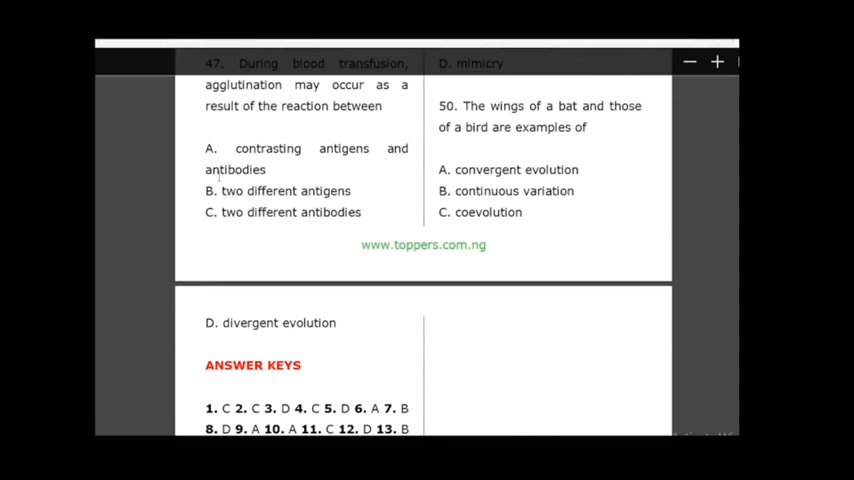 47. During blood transfusion,
agglutination may occur as a
result of the reaction between
A. contrasting antigens and
antibodies
B. two different antigens
C. two different antibodies
D. mimicry
50. The wings of a bat and those
of a bird are examples of
A. convergent evolution
B. continuous variation
C. coevolution
www.toppers.com.ng
D. divergent evolution
ANSWER KEYS
1. C 2. C 3. D 4. C 5. D 6. A 7. B
8. D 9. A 10. A 11. C 12. D 13. B